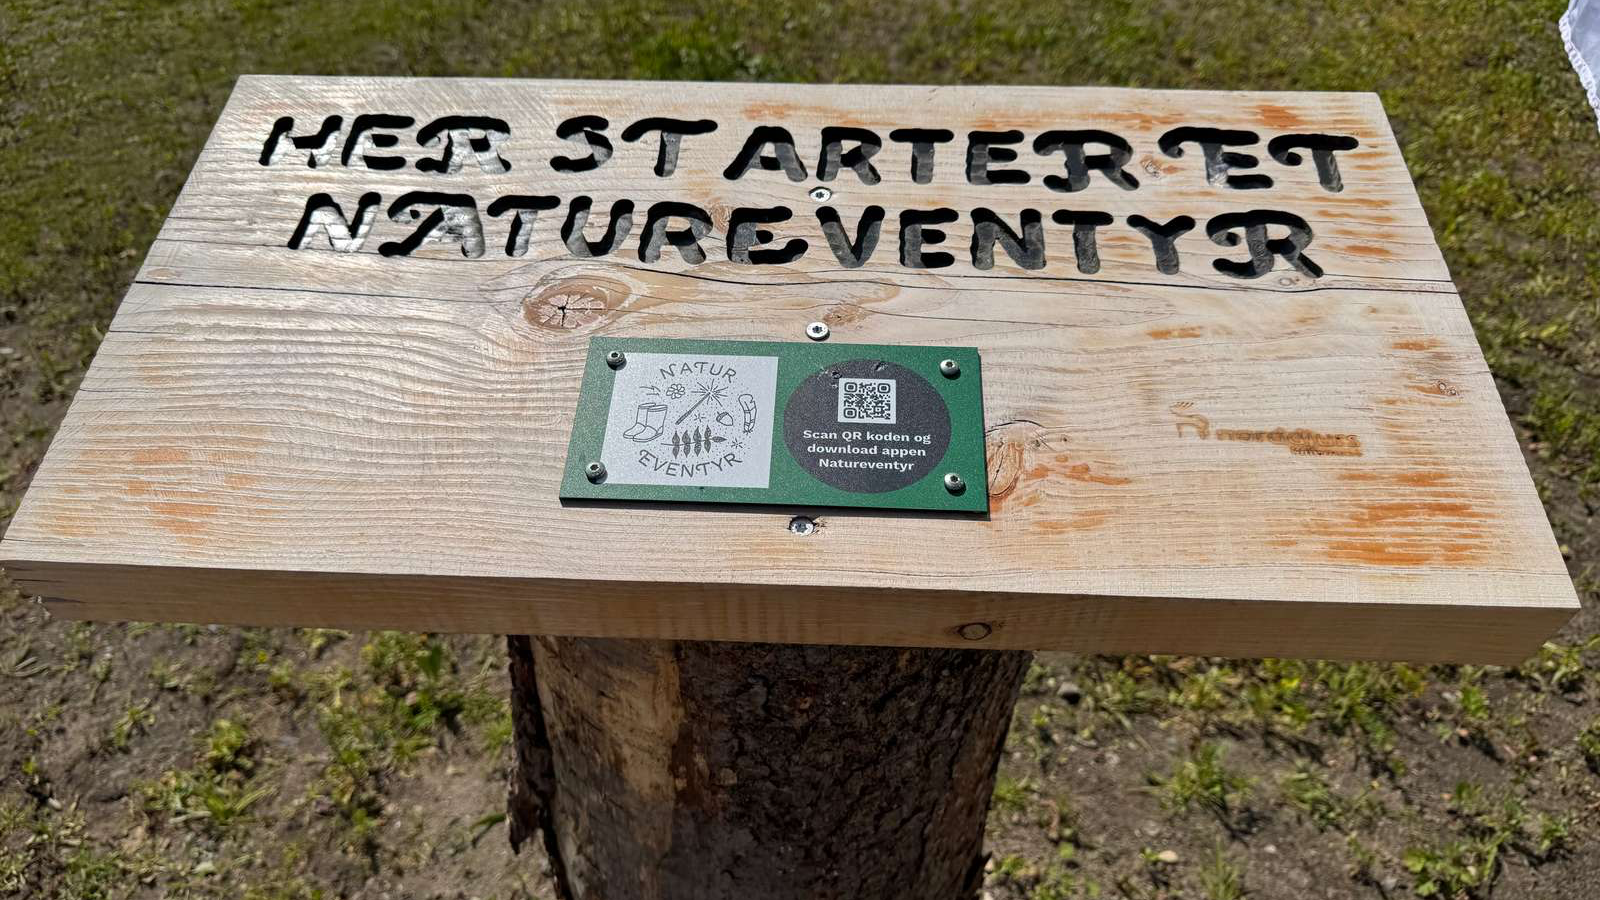 HER STARTER ET
NATUREVENTYR
NATUR
EVENTYR
Scan QR koden og
download appen
Natureventyr